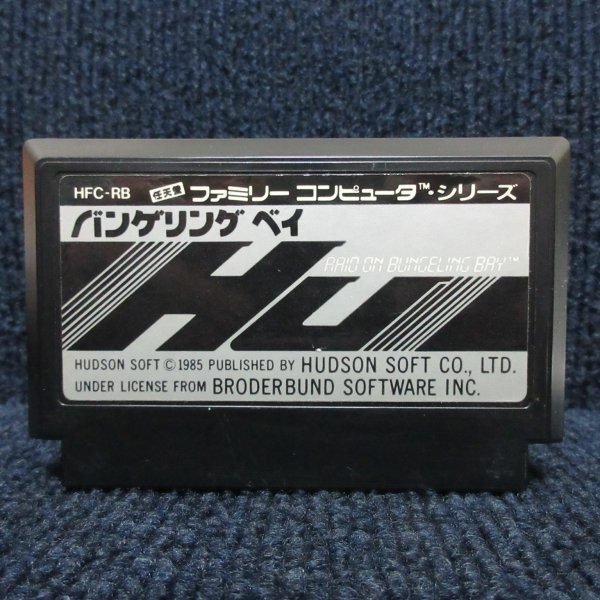 HFC-RB 任天堂 ファミリー コンピュータ™・シリーズ
バンゲリング ベイ
RAID ON BUNGELING BAY™
HU
HUDSON SOFT ©1985 PUBLISHED BY HUDSON SOFT CO., LTD.
UNDER LICENSE FROM BRODERBUND SOFTWARE INC.